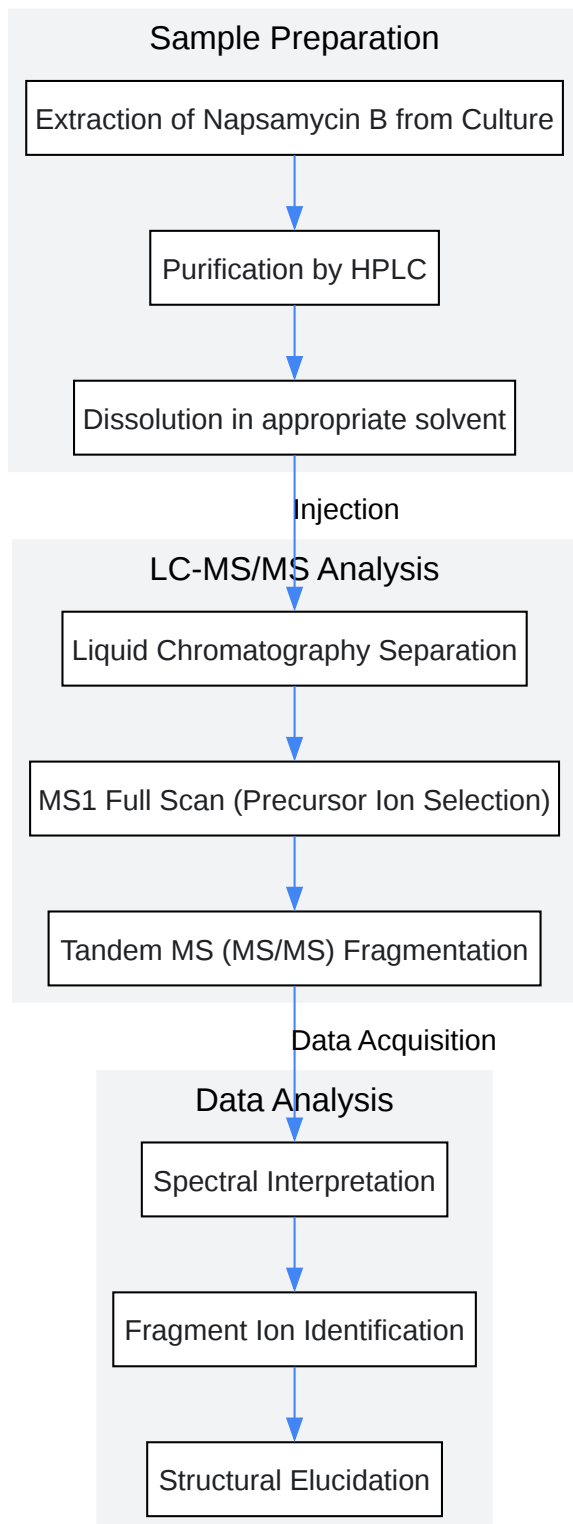 Sample Preparation
Extraction of Napsamycin B from Culture
Purification by HPLC
Dissolution in appropriate solvent
Injection
LC-MS/MS Analysis
Liquid Chromatography Separation
MS1 Full Scan (Precursor Ion Selection)
Tandem MS (MS/MS) Fragmentation
Data Acquisition
Data Analysis
Spectral Interpretation
Fragment Ion Identification
Structural Elucidation